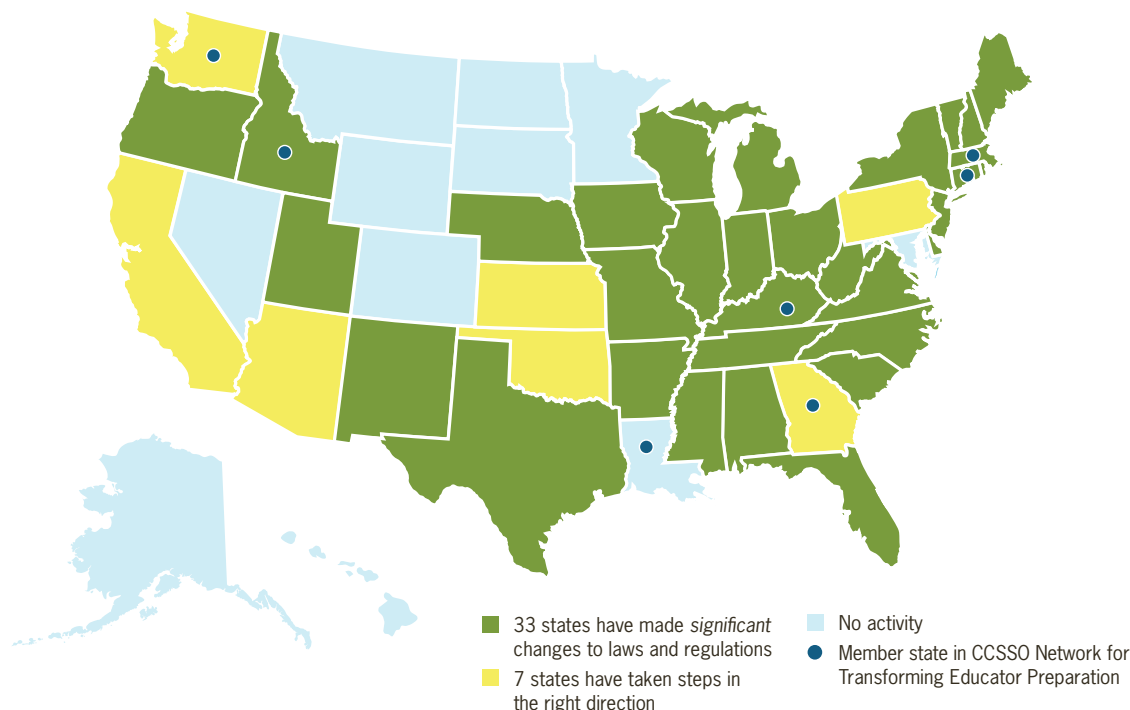 33 states have made significant
changes to laws and regulations
7 states have taken steps in
the right direction
No activity
Member state in CCSSO Network for
Transforming Educator Preparation